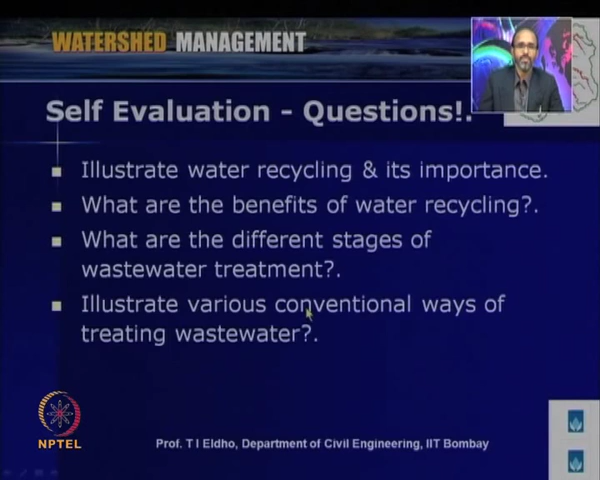 WATERSHED MANAGEMENT
Self Evaluation - Questions!.
Illustrate water recycling & its importance.
What are the benefits of water recycling?.
What are the different stages of
wastewater treatment?.
Illustrate various conventional ways of
treating wastewater?.
NPTEL
Prof. T I Eldho, Department of Civil Engineering, IIT Bombay